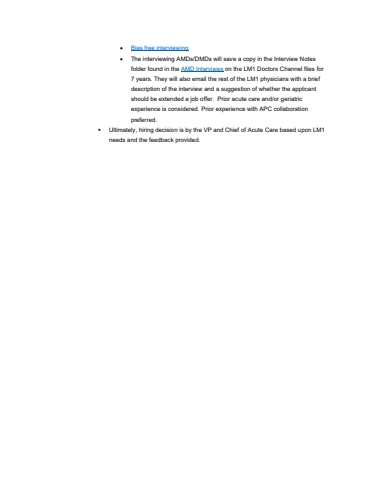 • Bias free interviewing
• The interviewing AMDs/DMDs will save a copy in the Interview Notes
folder found in the AMD Interviews on the LM1 Doctors Channel files for
7 years. They will also email the rest of the LM1 physicians with a brief
description of the interview and a suggestion of whether the applicant
should be extended a job offer.  Prior acute care and/or geriatric
experience is considered. Prior experience with APC collaboration
preferred.
• Ultimately, hiring decision is by the VP and Chief of Acute Care based upon LM1
needs and the feedback provided.